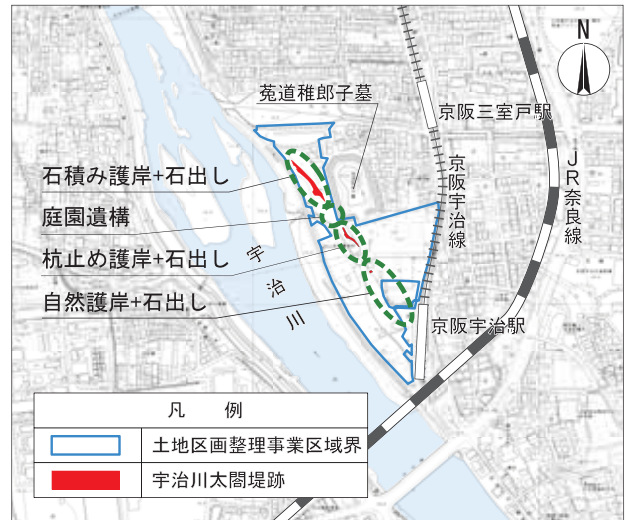 N
菟道稚郎子墓
京阪三室戸駅
石積み護岸+石出し
庭園遺構
杭止め護岸+石出し
自然護岸+石出し
宇治川
京阪宇治線
JR奈良線
京阪宇治駅
凡　例
土地区画整理事業区域界
宇治川太閤堤跡